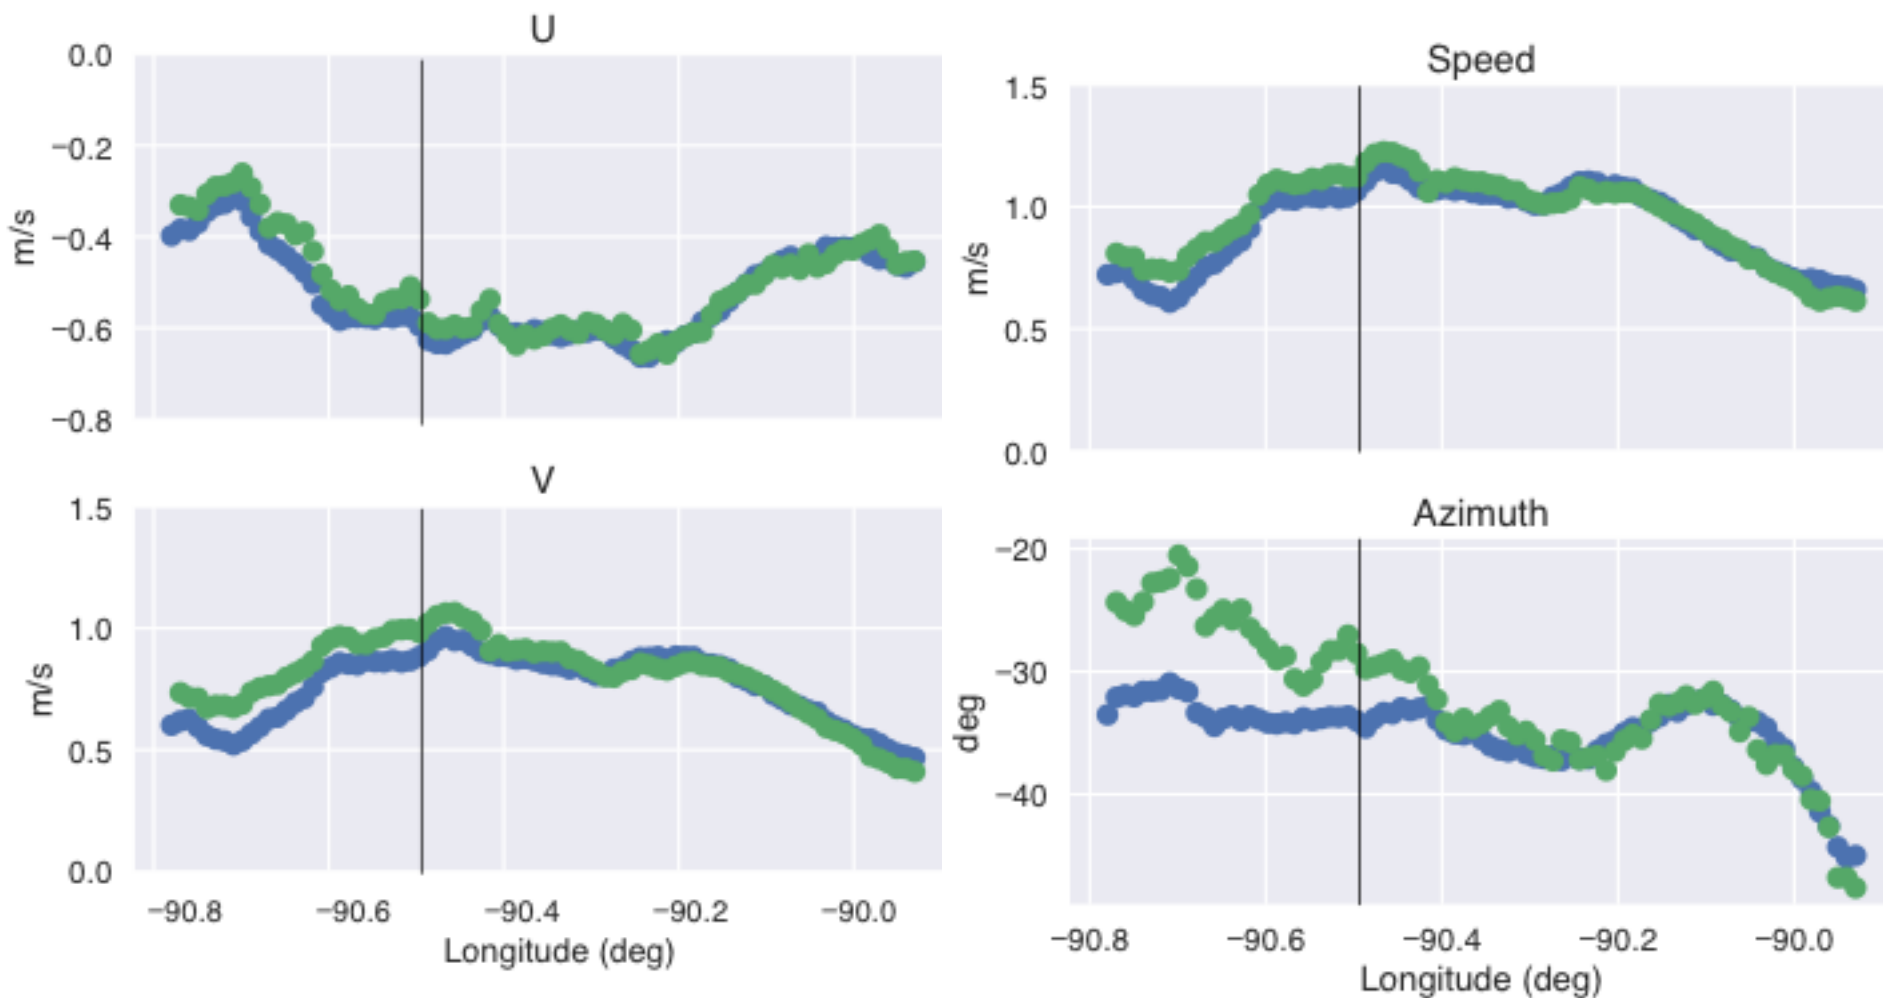 U
0.0
−0.2
−0.4
−0.6
−0.8
m/s
V
1.5
1.0
0.5
0.0
m/s
−90.8 −90.6 −90.4 −90.2 −90.0
Longitude (deg)
Speed
1.5
1.0
0.5
0.0
m/s
Azimuth
−20
−30
−40
deg
−90.8 −90.6 −90.4 −90.2 −90.0
Longitude (deg)